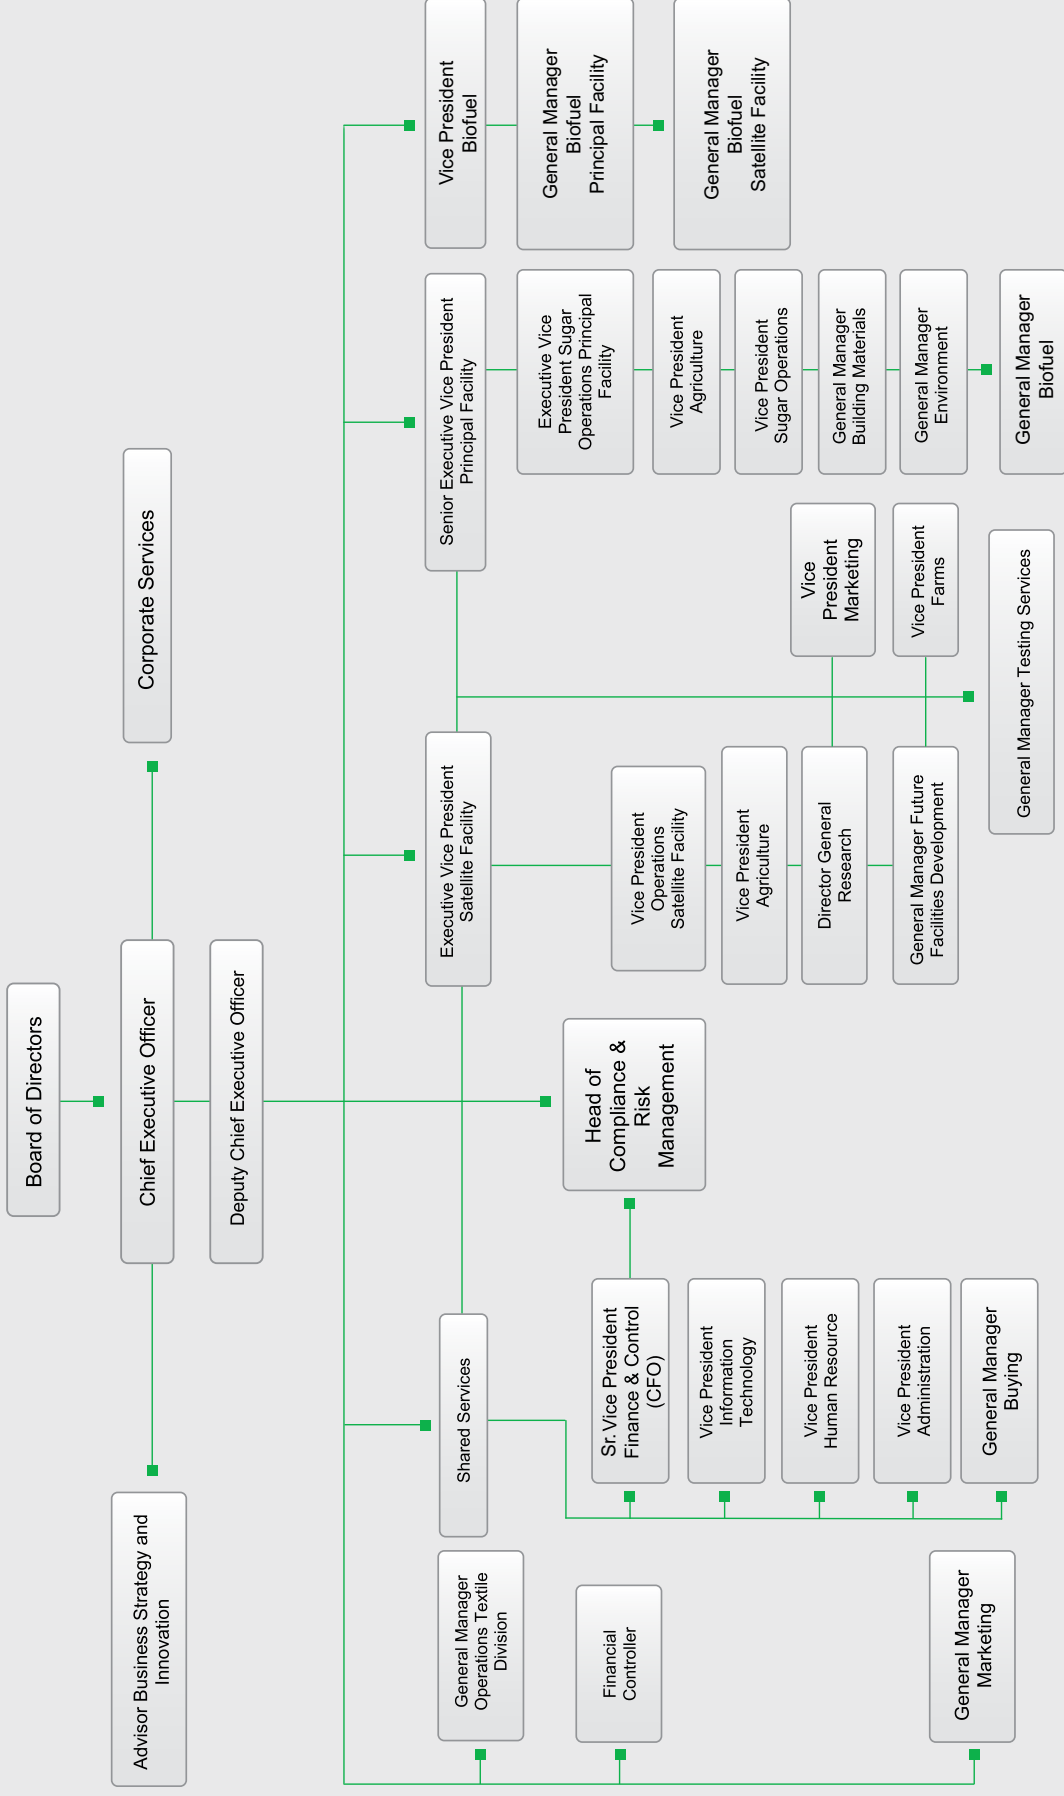 Board of Directors
Advisor Business Strategy and
Innovation
Chief Executive Officer
Corporate Services
Deputy Chief Executive Officer
General Manager
Operations Textile
Division
Financial
Controller
General Manager
Marketing
Shared Services
Sr. Vice President
Finance & Control
(CFO)
Vice President
Information
Technology
Vice President
Human Resource
Vice President
Administration
General Manager
Buying
Head of
Compliance &
Risk
Management
Executive Vice President
Satellite Facility
Vice President
Operations
Satellite Facility
Vice President
Agriculture
Director General
Research
General Manager Future
Facilities Development
Vice
President
Marketing
Vice President
Farms
General Manager Testing Services
Senior Executive Vice President
Principal Facility
Executive Vice
President Sugar
Operations Principal
Facility
Vice President
Agriculture
Vice President
Sugar Operations
General Manager
Building Materials
General Manager
Environment
General Manager
Biofuel
Vice President
Biofuel
General Manager
Biofuel
Principal Facility
General Manager
Biofuel
Satellite Facility